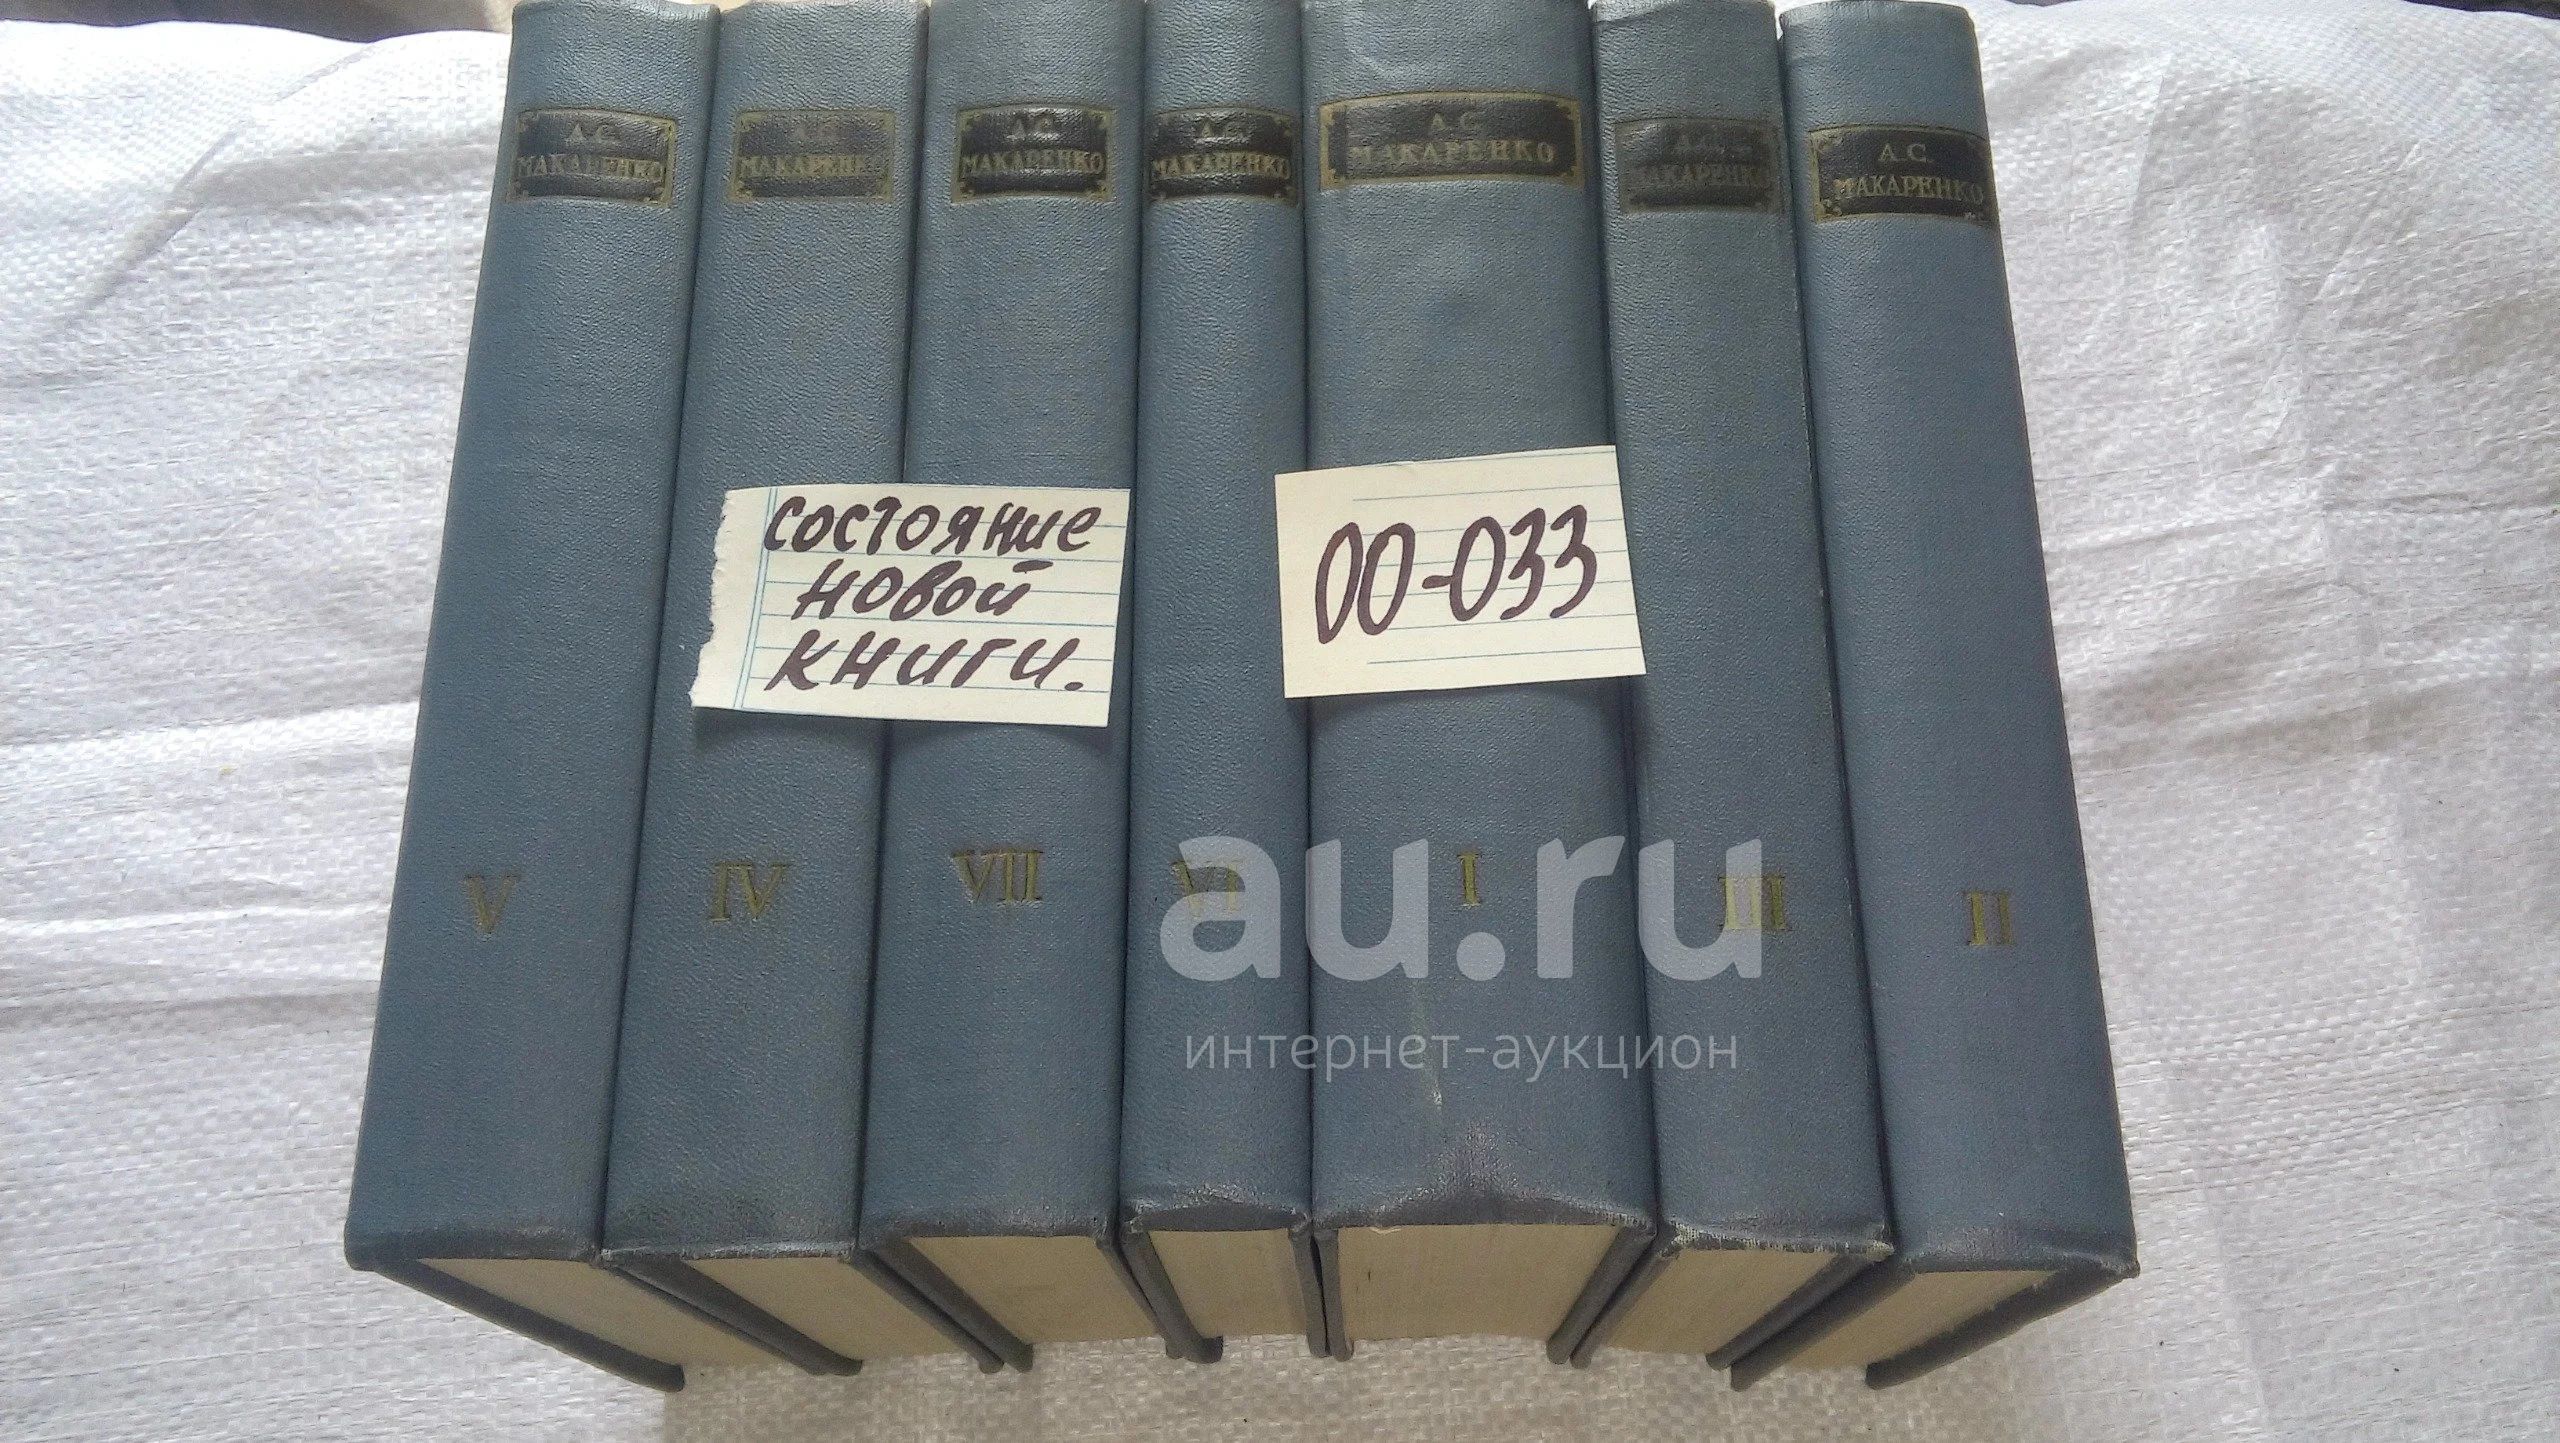 А.С.
МАКАРЕНКО
А.С.
МАКАРЕНКО
А.С.
МАКАРЕНКО
А.С.
МАКАРЕНКО
А.С.
МАКАРЕНКО
А.С.
МАКАРЕНКО
А.С.
МАКАРЕНКО
состояние
новой
книги.
00-033
V
IV
VII
VI
I
III
II
au.ru
интернет-аукцион